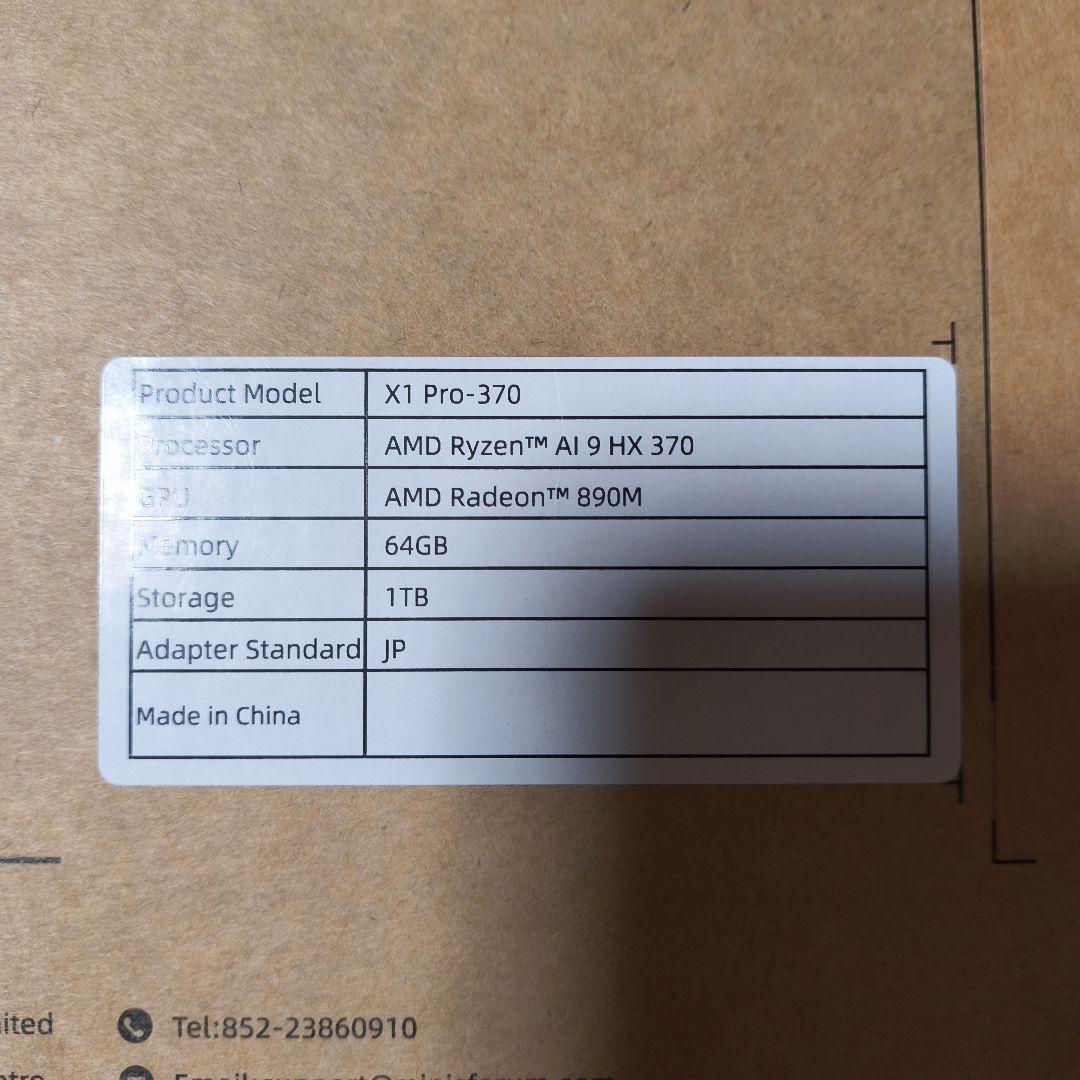 Product Model X1 Pro-370
Processor AMD Ryzen™ AI 9 HX 370
GPU AMD Radeon™ 890M
Memory 64GB
Storage 1TB
Adapter Standard JP
Made in China
Tel:852-23860910